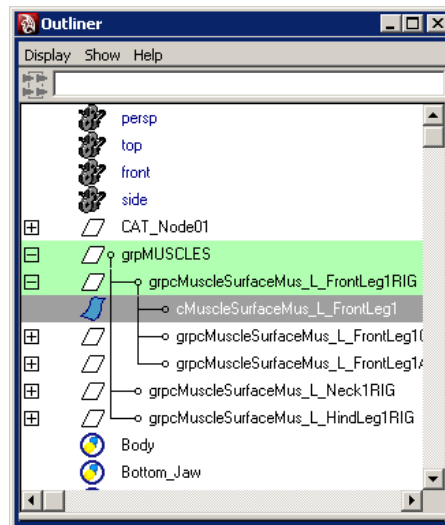 Outliner
Display Show Help
persp
top
front
side
CAT_Node01
grpMUSCLES
grpcMuscleSurfaceMus_L_FrontLeg1RIG
cMuscleSurfaceMus_L_FrontLeg1
grpcMuscleSurfaceMus_L_FrontLeg1
grpcMuscleSurfaceMus_L_FrontLeg1
grpcMuscleSurfaceMus_L_Neck1RIG
grpcMuscleSurfaceMus_L_HindLeg1RIG
Body
Bottom_Jaw